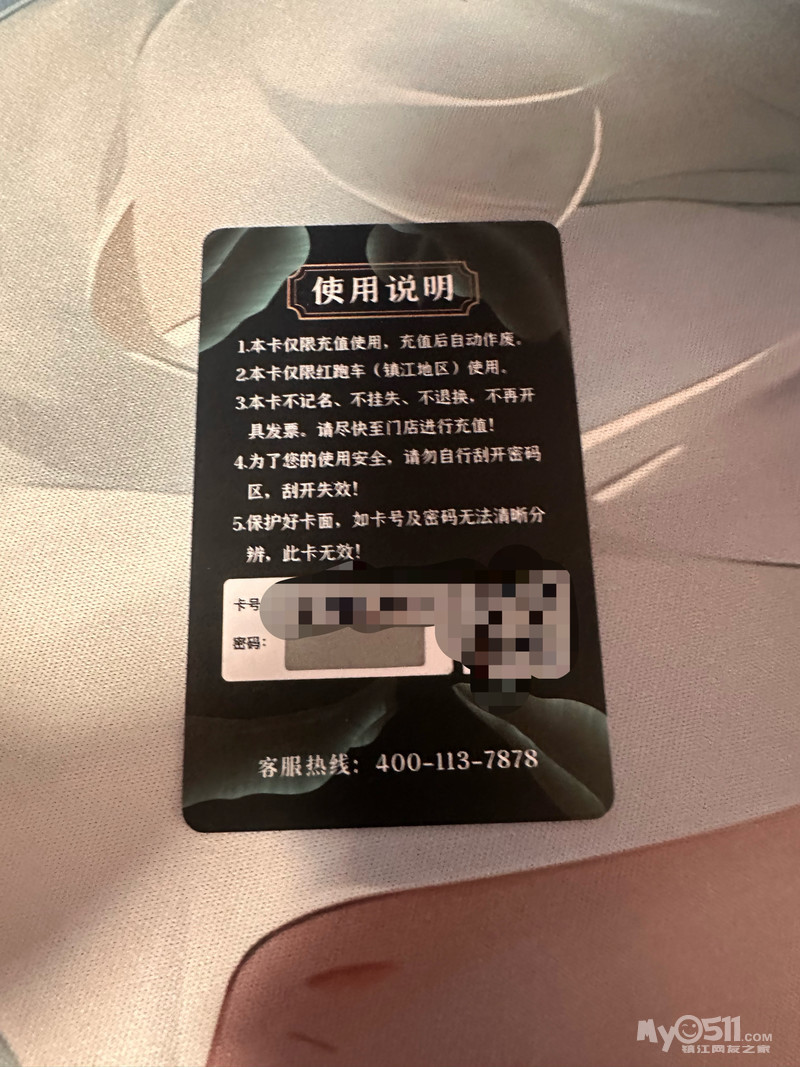 使用说明
1.本卡仅限充值使用，充值后自动作废。
2.本卡仅限红跑车（镇江地区）使用。
3.本卡不记名、不挂失、不退换，不再开
具发票。请尽快至门店进行充值！
4.为了您的使用安全，请勿自行刮开密码
区，刮开失效！
5.保护好卡面，如卡号及密码无法清晰分
辨，此卡无效！
卡号
密码：
客服热线：400-113-7878
My0511.COM
镇江网友之家